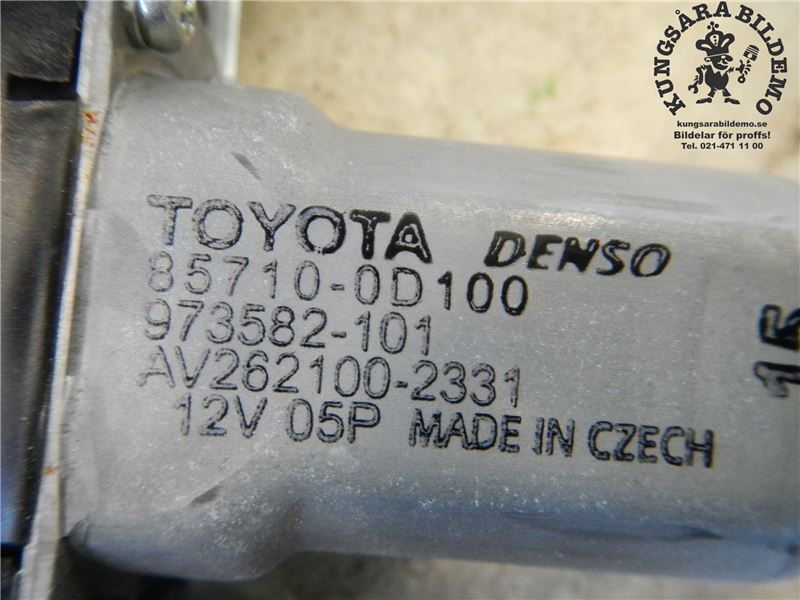 KUNGSÅRA BILDEMO
kungsarabildemo.se
Bildelar för proffs!
Tel. 021-471 11 00
TOYOTA DENSO
85710-0D100
973582-101
AV262100-2331
12V 05P MADE IN CZECH
15